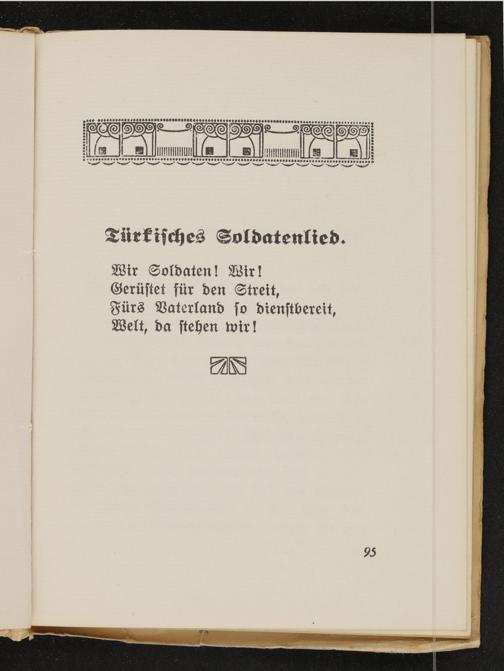 Türkisches Soldatenlied.
Wir Soldaten! Wir!
Gerüstet für den Streit,
Fürs Vaterland so dienstbereit,
Welt, da stehen wir!
95